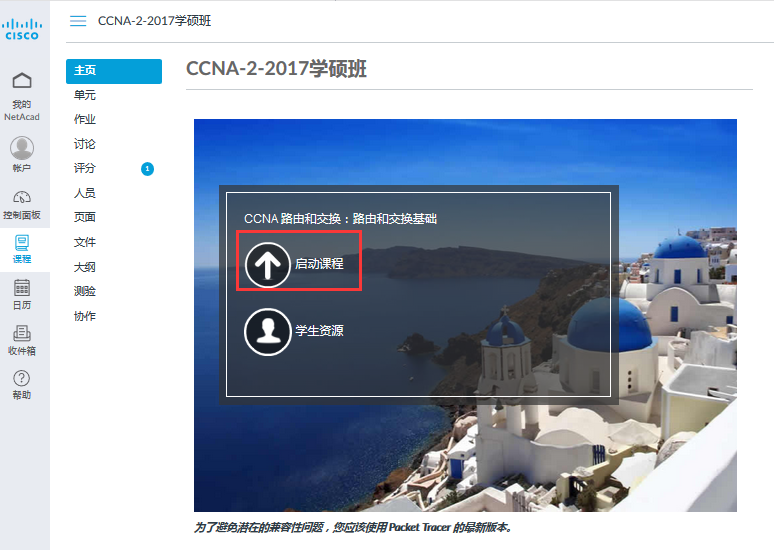 CISCO
CCNA-2-2017学硕班
我的
NetAcad
帐户
控制面板
课程
日历
收件箱
帮助
主页
单元
作业
讨论
评分
1
人员
页面
文件
大纲
测验
协作
CCNA-2-2017学硕班
CCNA 路由和交换：路由和交换基础
启动课程
学生资源
为了避免潜在的兼容性问题，您应该使用 Packet Tracer 的最新版本。